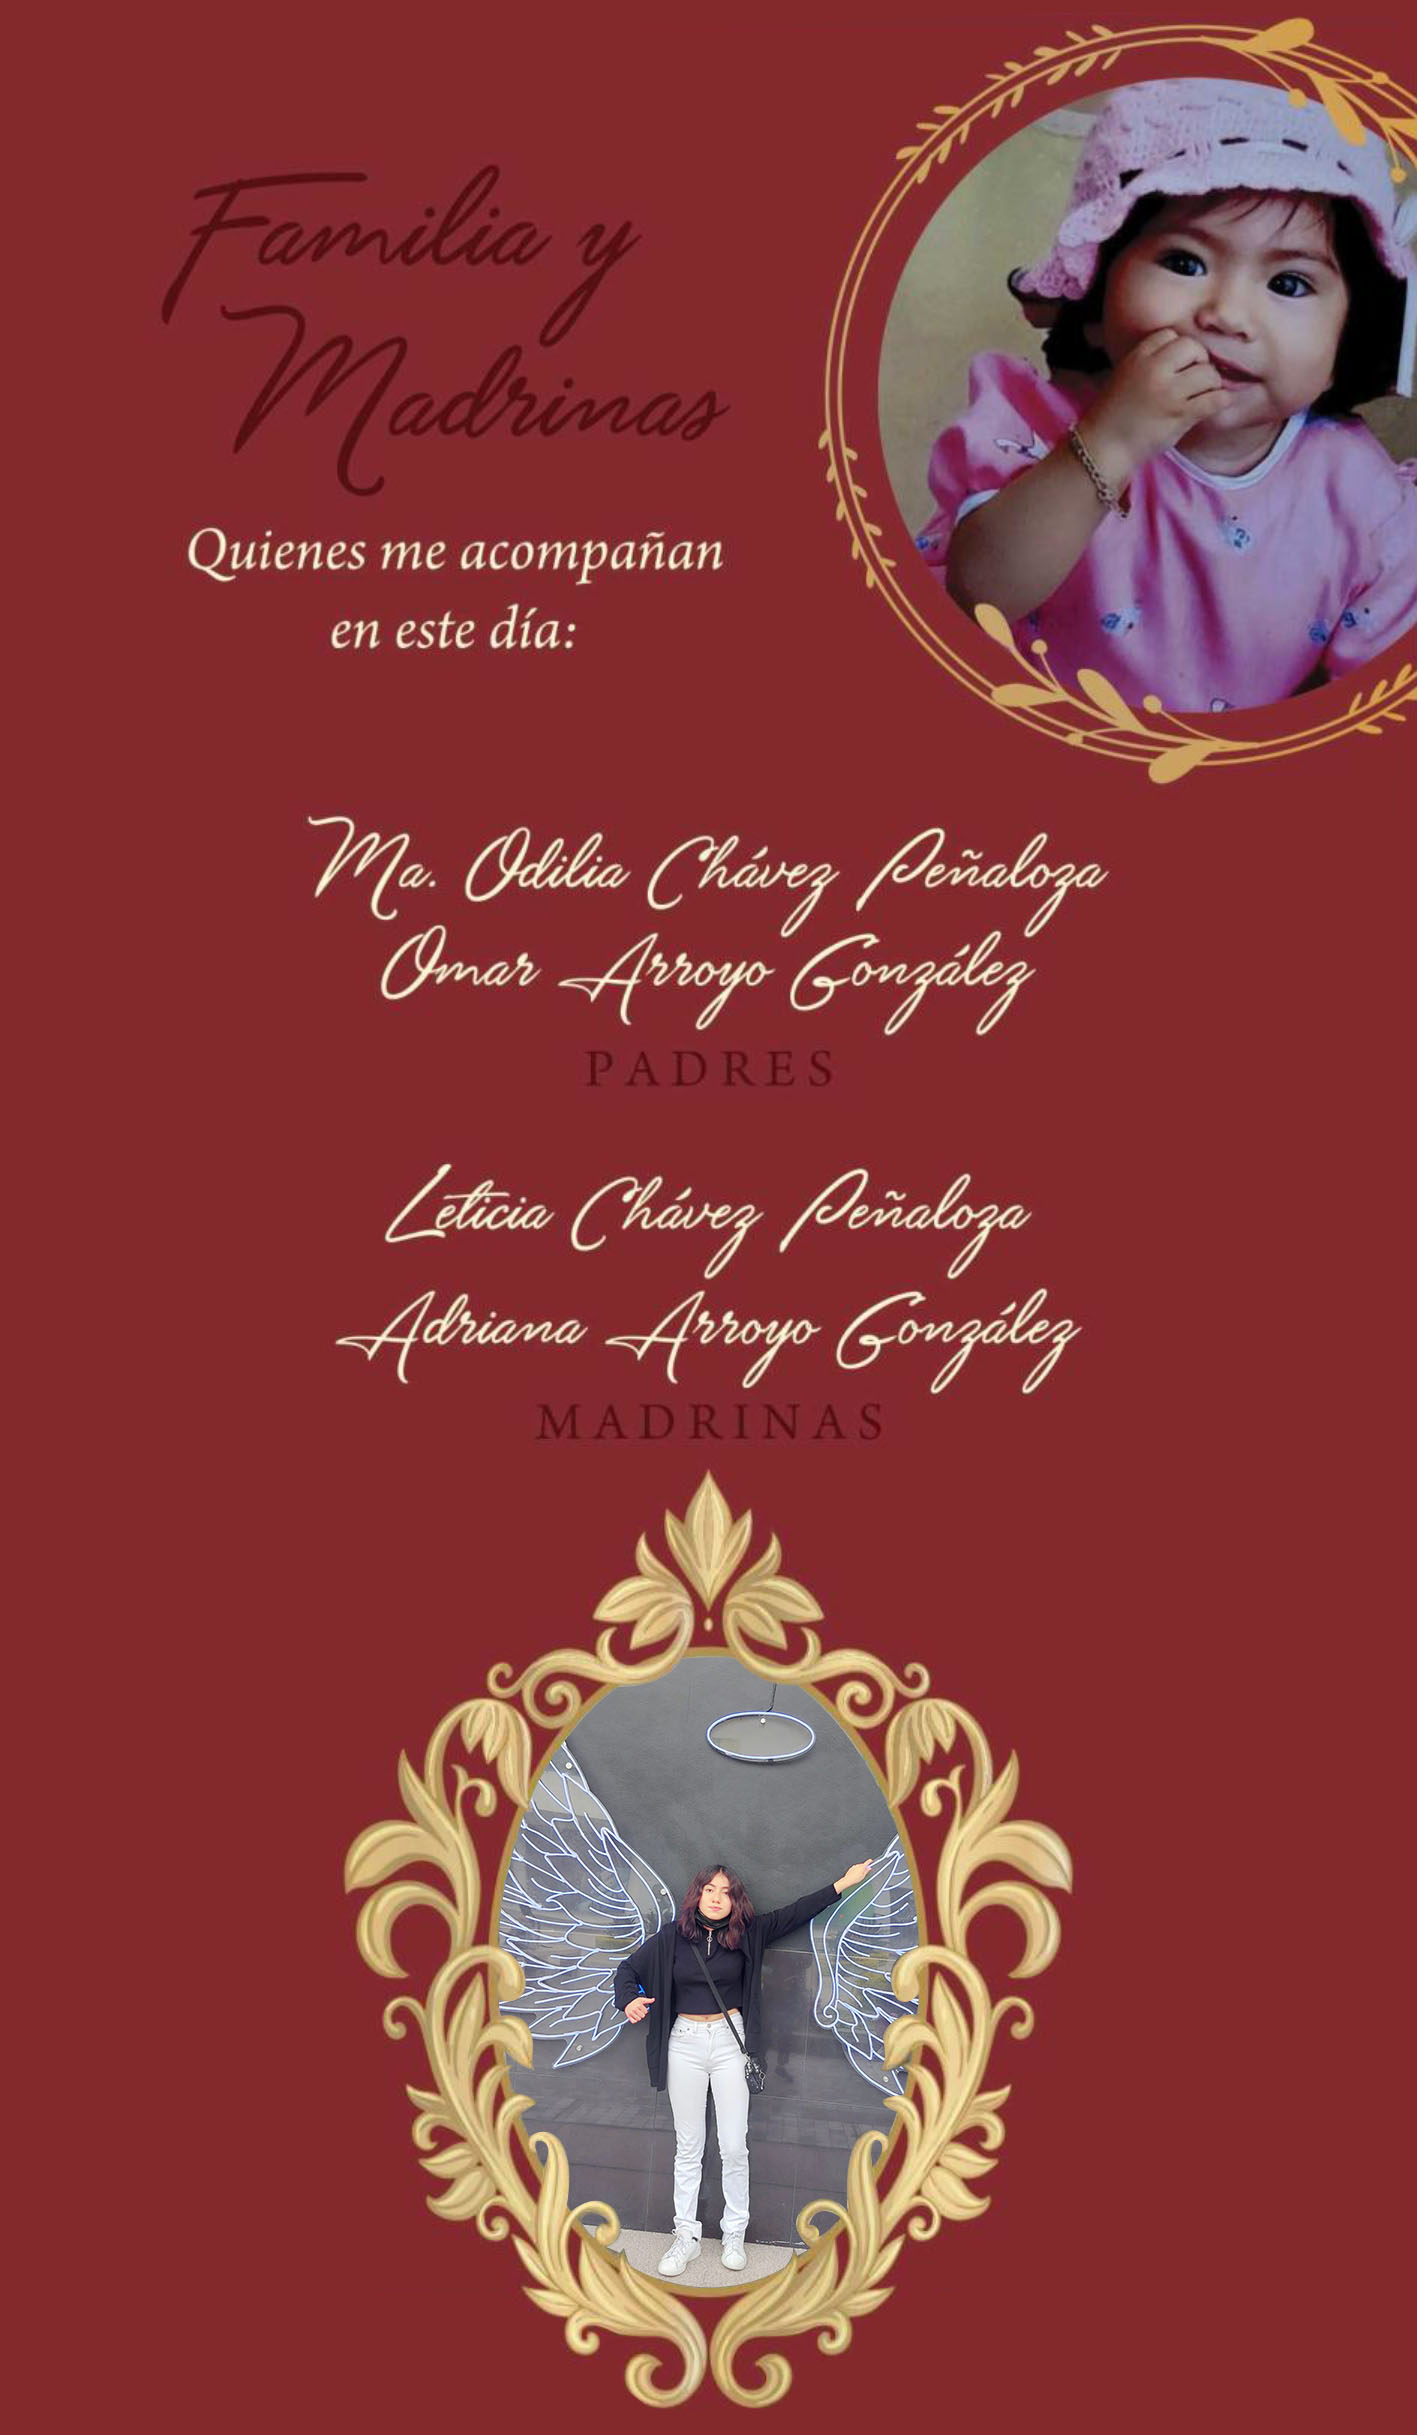 Familia y
Madrinas
Quienes me acompañan
en este día:
Ma. Odilia Chávez Peñaloza
Omar Arroyo González
PADRES
Leticia Chávez Peñaloza
Adriana Arroyo González
MADRINAS